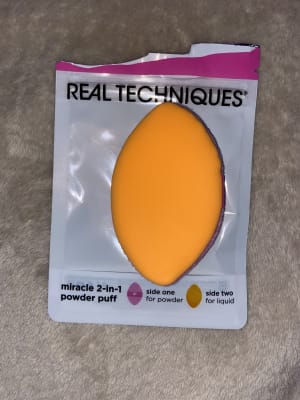 REAL TECHNIQUES®
miracle 2-in-1
powder puff
side one
for powder
side two
for liquid